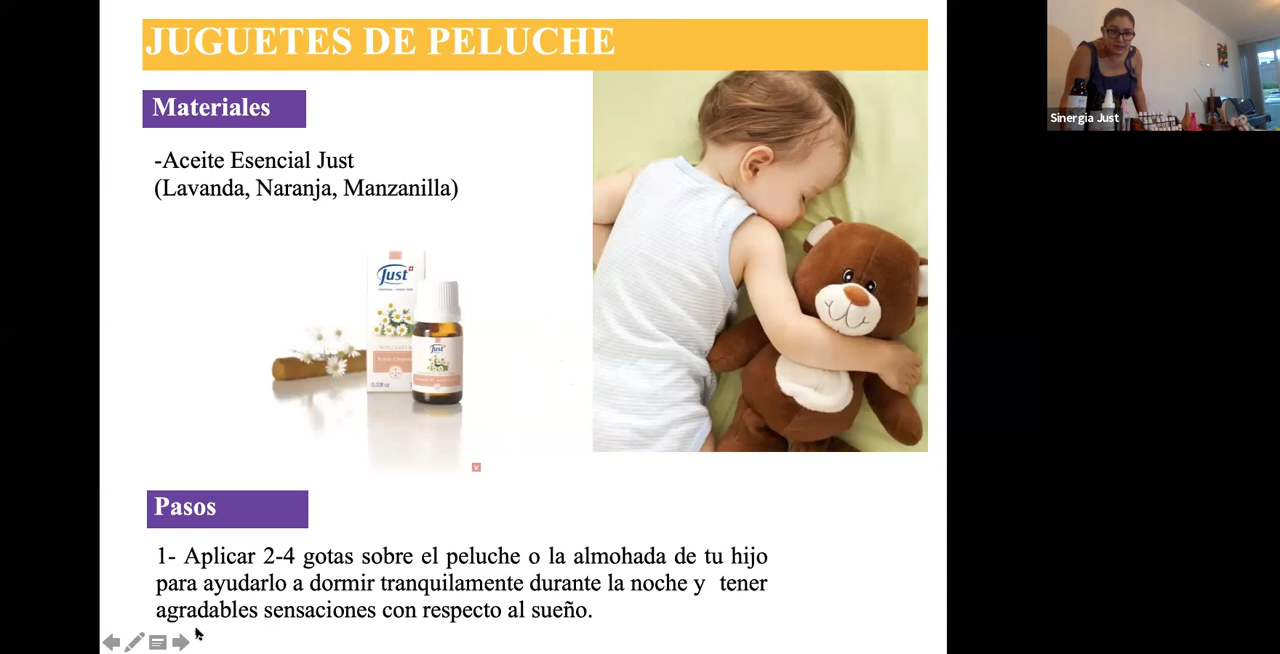 JUGUETES DE PELUCHE
Materiales
-Aceite Esencial Just
(Lavanda, Naranja, Manzanilla)
Just
Just
Pasos
1- Aplicar 2-4 gotas sobre el peluche o la almohada de tu hijo
para ayudarlo a dormir tranquilamente durante la noche y tener
agradables sensaciones con respecto al sueño.
Sinergia Just